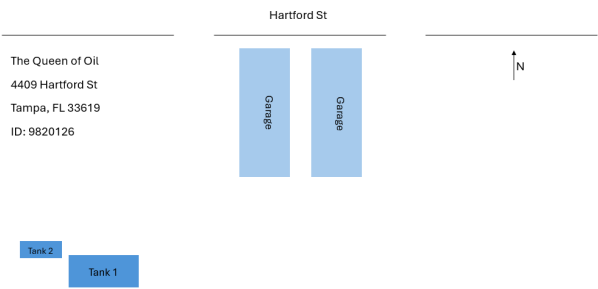 Hartford St
The Queen of Oil
4409 Hartford St
Tampa, FL 33619
ID: 9820126
N
Garage
Garage
Tank 2
Tank 1